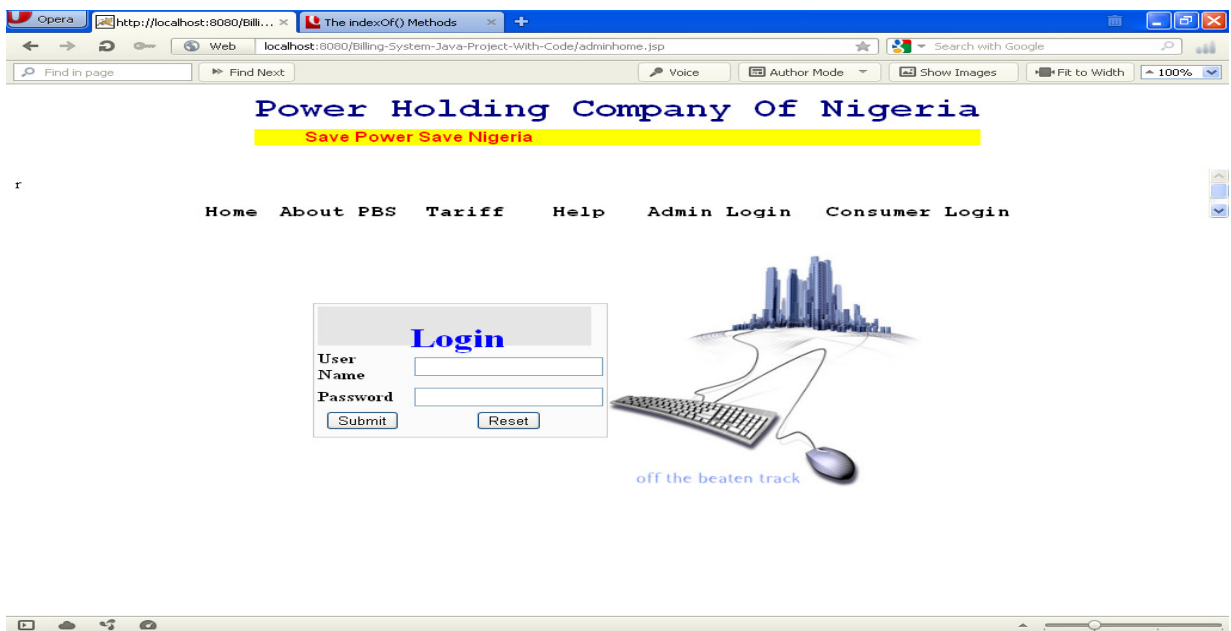 Opera http://localhost:8080/Billi... The indexOf() Methods
Web localhost:8080/Billing-System-Java-Project-With-Code/adminhome.jsp Search with Google
Find in page Find Next Voice Author Mode Show Images Fit to Width 100%
Power Holding Company Of Nigeria
Save Power Save Nigeria
r
Home About PBS Tariff Help Admin Login Consumer Login
Login
User
Name
Password
Submit Reset
off the beaten track